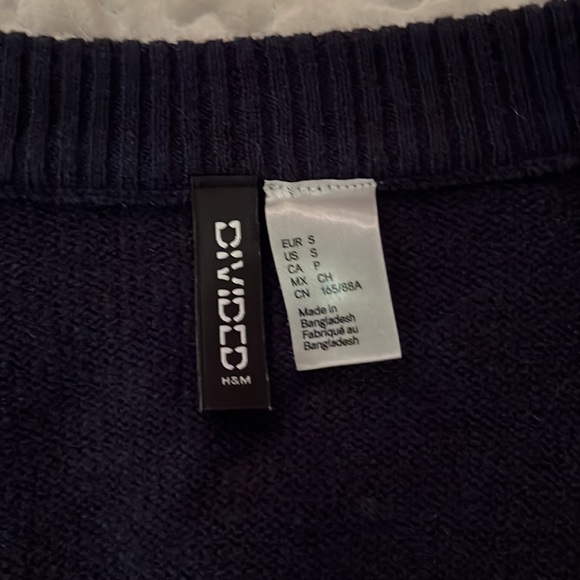 DIVIDED
H&M
EUR S
US S
CA P
MX CH
CN 165/88A
Made in
Bangladesh
Fabriqué au
Bangladesh